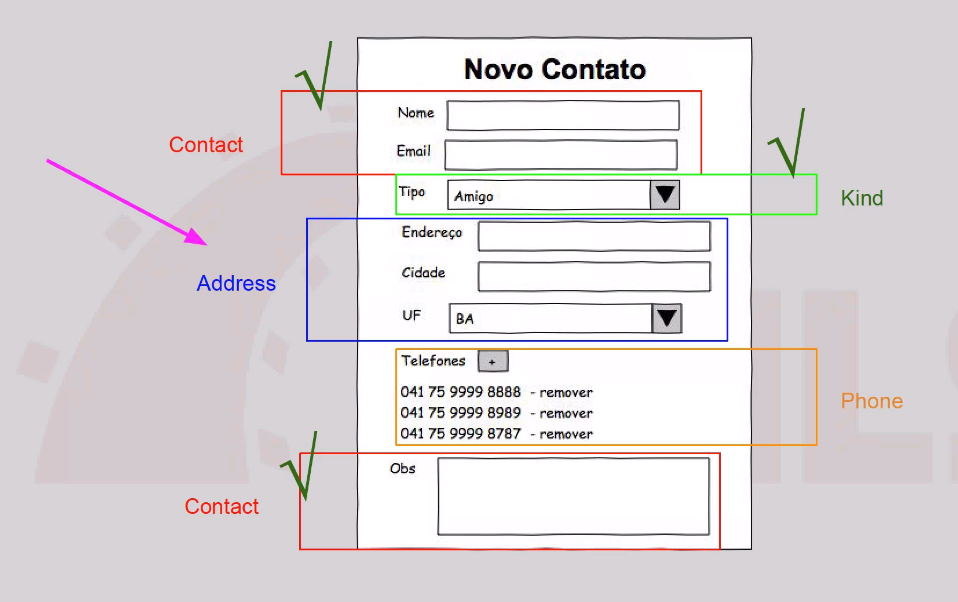 Novo Contato
Contact
Nome
Email
Kind
Tipo Amigo
Address
Endereço
Cidade
UF BA
Phone
Telefones +
041 75 9999 8888 - remover
041 75 9999 8989 - remover
041 75 9999 8787 - remover
Contact
Obs